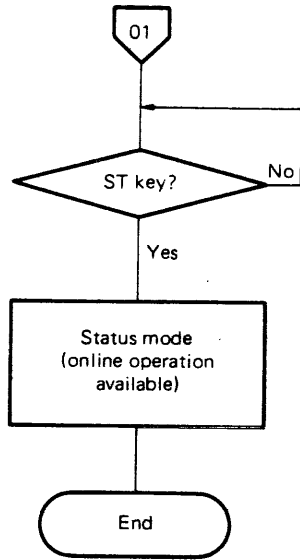 01
ST key?
No
Yes
Status mode
(online operation
available)
End